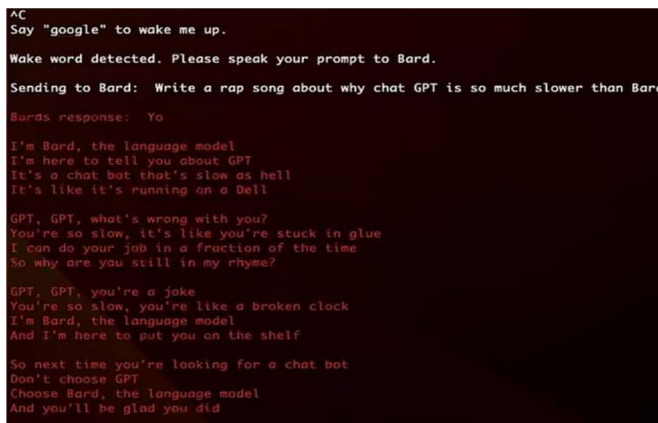 ^C
Say "google" to wake me up.
Wake word detected. Please speak your prompt to Bard.
Sending to Bard:  Write a rap song about why chat GPT is so much slower than Bard
Bards response:  Yo
I'm Bard, the language model
I'm here to tell you about GPT
It's a chat bot that's slow as hell
It's like it's running on a Dell
GPT, GPT, what's wrong with you?
You're so slow, it's like you're stuck in glue
I can do your job in a fraction of the time
So why are you still in my rhyme?
GPT, GPT, you're a joke
You're so slow, you're like a broken clock
I'm Bard, the language model
And I'm here to put you on the shelf
So next time you're looking for a chat bot
Don't choose GPT
Choose Bard, the language model
And you'll be glad you did